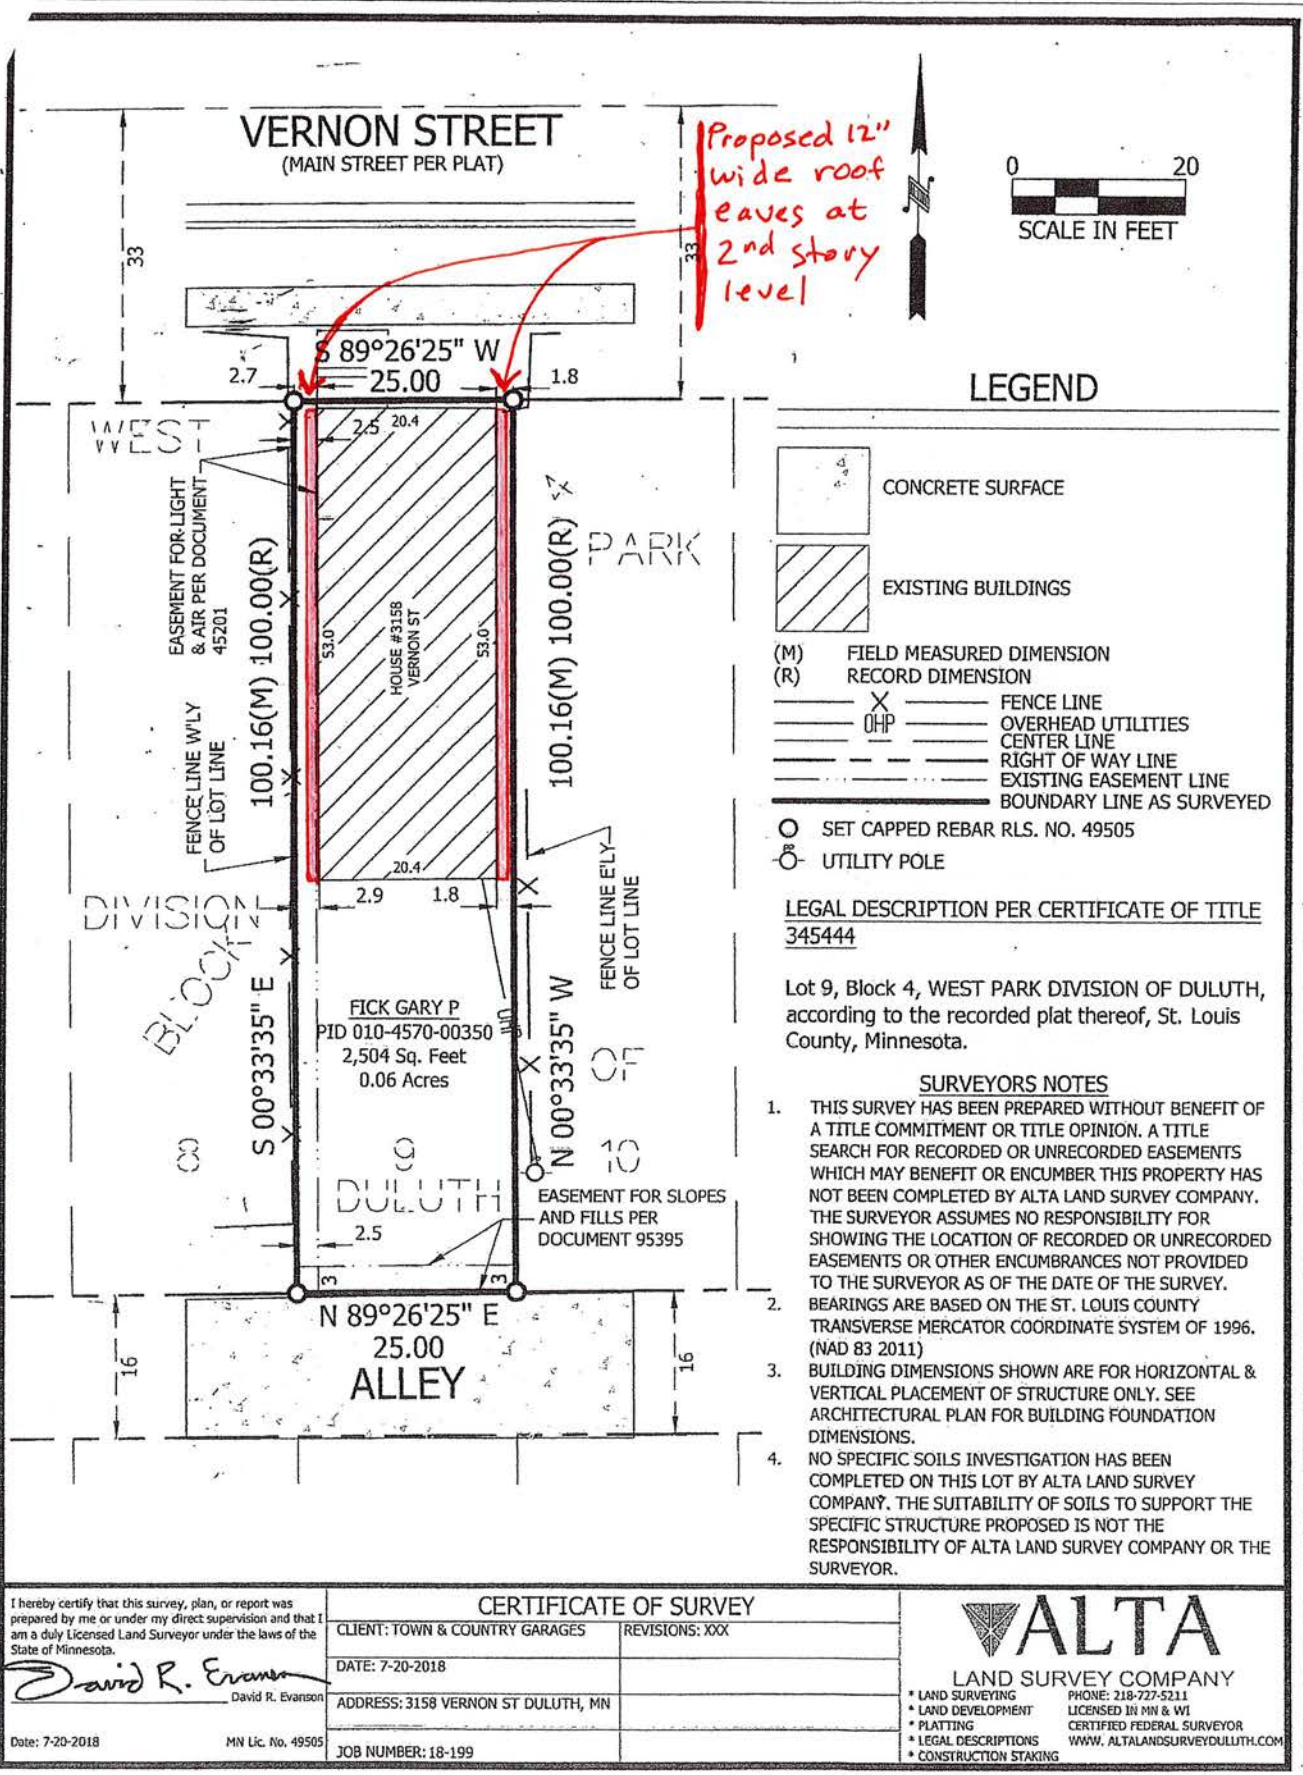 VERNON STREET
(MAIN STREET PER PLAT)
Proposed 12"
wide roof
eaves at
2nd story
level
0 20
SCALE IN FEET
33
33
S 89°26'25" W
25.00
2.7
1.8
2.5
20.4
WEST
PARK
EASEMENT FOR LIGHT
& AIR PER DOCUMENT
45201
100.16(M) 100.00(R)
100.16(M) 100.00(R)
53.0
HOUSE #3158
VERNON ST
53.0
FENCE LINE W'LY
OF LOT LINE
FENCE LINE E'LY
OF LOT LINE
20.4
2.9
1.8
DIVISION
BLOCK
S 00°33'35" E
N 00°33'35" W
FICK GARY P
PID 010-4570-00350
2,504 Sq. Feet
0.06 Acres
OHP
OF
8
9
10
DULUTH
EASEMENT FOR SLOPES
AND FILLS PER
DOCUMENT 95395
2.5
3
3
N 89°26'25" E
25.00
ALLEY
16
16
LEGEND
CONCRETE SURFACE
EXISTING BUILDINGS
(M) FIELD MEASURED DIMENSION
(R) RECORD DIMENSION
X FENCE LINE
OHP OVERHEAD UTILITIES
CENTER LINE
RIGHT OF WAY LINE
EXISTING EASEMENT LINE
BOUNDARY LINE AS SURVEYED
SET CAPPED REBAR RLS. NO. 49505
UTILITY POLE
LEGAL DESCRIPTION PER CERTIFICATE OF TITLE
345444
Lot 9, Block 4, WEST PARK DIVISION OF DULUTH,
according to the recorded plat thereof, St. Louis
County, Minnesota.
SURVEYORS NOTES
1. THIS SURVEY HAS BEEN PREPARED WITHOUT BENEFIT OF
A TITLE COMMITMENT OR TITLE OPINION. A TITLE
SEARCH FOR RECORDED OR UNRECORDED EASEMENTS
WHICH MAY BENEFIT OR ENCUMBER THIS PROPERTY HAS
NOT BEEN COMPLETED BY ALTA LAND SURVEY COMPANY.
THE SURVEYOR ASSUMES NO RESPONSIBILITY FOR
SHOWING THE LOCATION OF RECORDED OR UNRECORDED
EASEMENTS OR OTHER ENCUMBRANCES NOT PROVIDED
TO THE SURVEYOR AS OF THE DATE OF THE SURVEY.
2. BEARINGS ARE BASED ON THE ST. LOUIS COUNTY
TRANSVERSE MERCATOR COORDINATE SYSTEM OF 1996.
(NAD 83 2011)
3. BUILDING DIMENSIONS SHOWN ARE FOR HORIZONTAL &
VERTICAL PLACEMENT OF STRUCTURE ONLY. SEE
ARCHITECTURAL PLAN FOR BUILDING FOUNDATION
DIMENSIONS.
4. NO SPECIFIC SOILS INVESTIGATION HAS BEEN
COMPLETED ON THIS LOT BY ALTA LAND SURVEY
COMPANY. THE SUITABILITY OF SOILS TO SUPPORT THE
SPECIFIC STRUCTURE PROPOSED IS NOT THE
RESPONSIBILITY OF ALTA LAND SURVEY COMPANY OR THE
SURVEYOR.
I hereby certify that this survey, plan, or report was
prepared by me or under my direct supervision and that I
am a duly Licensed Land Surveyor under the laws of the
State of Minnesota.
David R. Evanson
David R. Evanson
Date: 7-20-2018 MN Lic. No. 49505
CERTIFICATE OF SURVEY
CLIENT: TOWN & COUNTRY GARAGES
REVISIONS: XXX
DATE: 7-20-2018
ADDRESS: 3158 VERNON ST DULUTH, MN
JOB NUMBER: 18-199
ALTA
LAND SURVEY COMPANY
* LAND SURVEYING
* LAND DEVELOPMENT
* PLATTING
* LEGAL DESCRIPTIONS
* CONSTRUCTION STAKING
PHONE: 218-727-5211
LICENSED IN MN & WI
CERTIFIED FEDERAL SURVEYOR
WWW. ALTALANDSURVEYDULUTH.COM